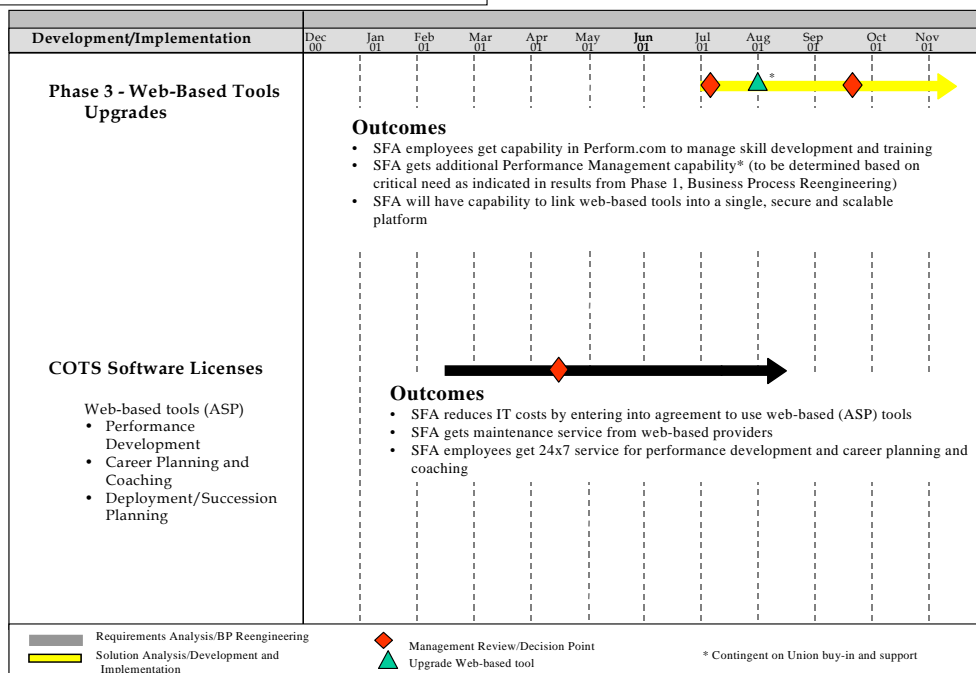 Development/Implementation
Dec 00
Jan 01
Feb 01
Mar 01
Apr 01
May 01
Jun 01
Jul 01
Aug 01
Sep 01
Oct 01
Nov 01
Phase 3 - Web-Based Tools
Upgrades
*
Outcomes
• SFA employees get capability in Perform.com to manage skill development and training
• SFA gets additional Performance Management capability* (to be determined based on
critical need as indicated in results from Phase 1, Business Process Reengineering)
• SFA will have capability to link web-based tools into a single, secure and scalable
platform
COTS Software Licenses
Web-based tools (ASP)
• Performance
Development
• Career Planning and
Coaching
• Deployment/Succession
Planning
Outcomes
• SFA reduces IT costs by entering into agreement to use web-based (ASP) tools
• SFA gets maintenance service from web-based providers
• SFA employees get 24x7 service for performance development and career planning and
coaching
Requirements Analysis/BP Reengineering
Solution Analysis/Development and
Implementation
Management Review/Decision Point
Upgrade Web-based tool
* Contingent on Union buy-in and support